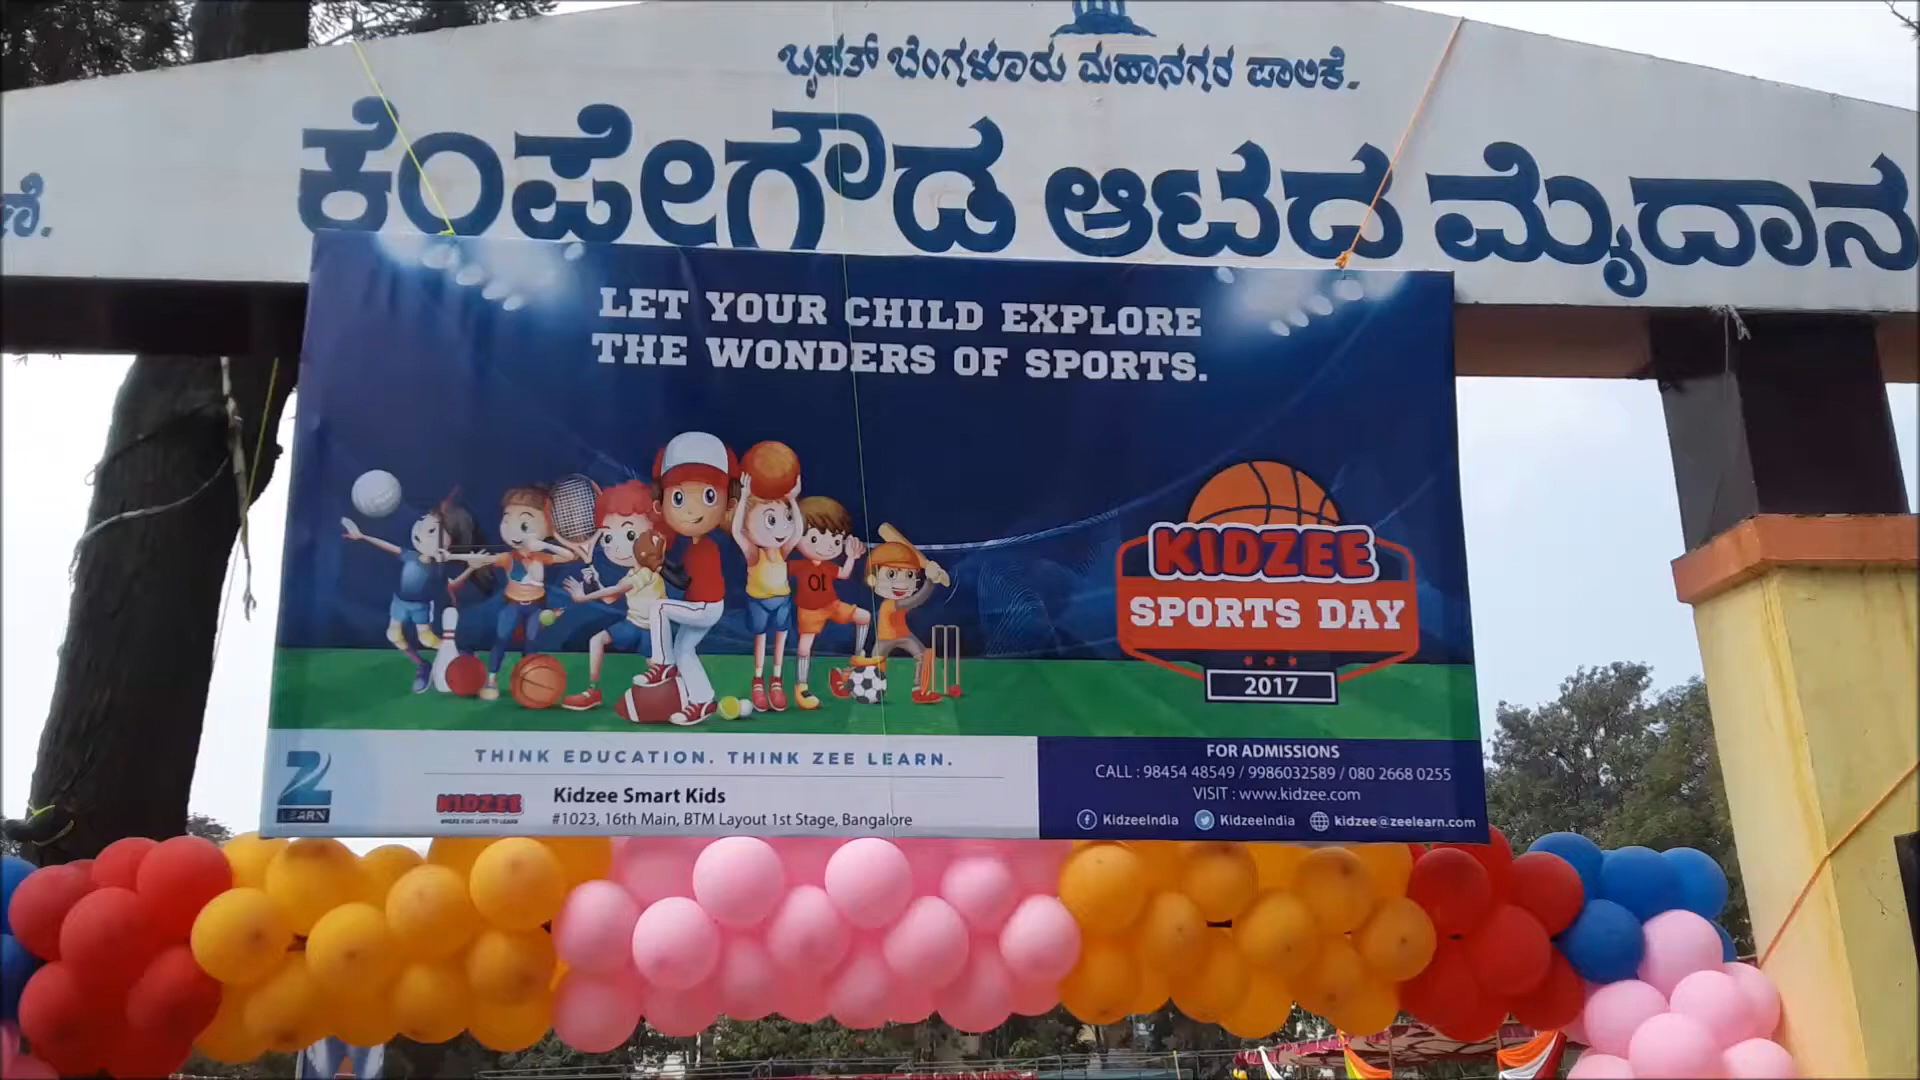 ಬೃಹತ್ ಬೆಂಗಳೂರು ಮಹಾನಗರ ಪಾಲಿಕೆ.
ಕೆಂಪೇಗೌಡ ಆಟದ ಮೈದಾನ
LET YOUR CHILD EXPLORE
THE WONDERS OF SPORTS.
01
KIDZEE
SPORTS DAY
2017
THINK EDUCATION. THINK ZEE LEARN.
Z
LEARN
KIDZEE
WHERE KIDS LOVE TO LEARN
Kidzee Smart Kids
#1023, 16th Main, BTM Layout 1st Stage, Bangalore
FOR ADMISSIONS
CALL : 98454 48549 / 9986032589 / 080 2668 0255
VISIT : www.kidzee.com
KidzeeIndia KidzeeIndia kidzee@zeelearn.com